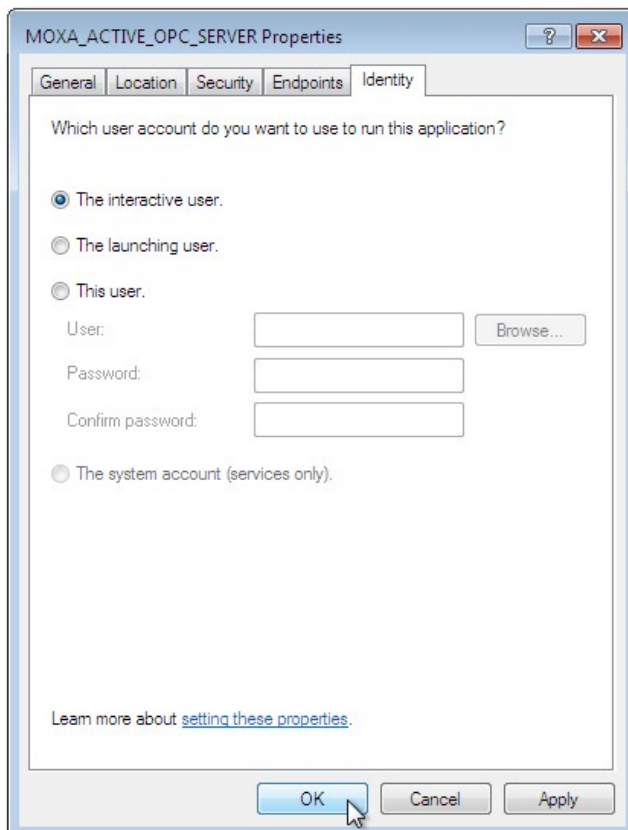 MOXA_ACTIVE_OPC_SERVER Properties
General Location Security Endpoints Identity
Which user account do you want to use to run this application?
The interactive user.
The launching user.
This user.
User:
Browse...
Password:
Confirm password:
The system account (services only).
Learn more about setting these properties.
OK Cancel Apply